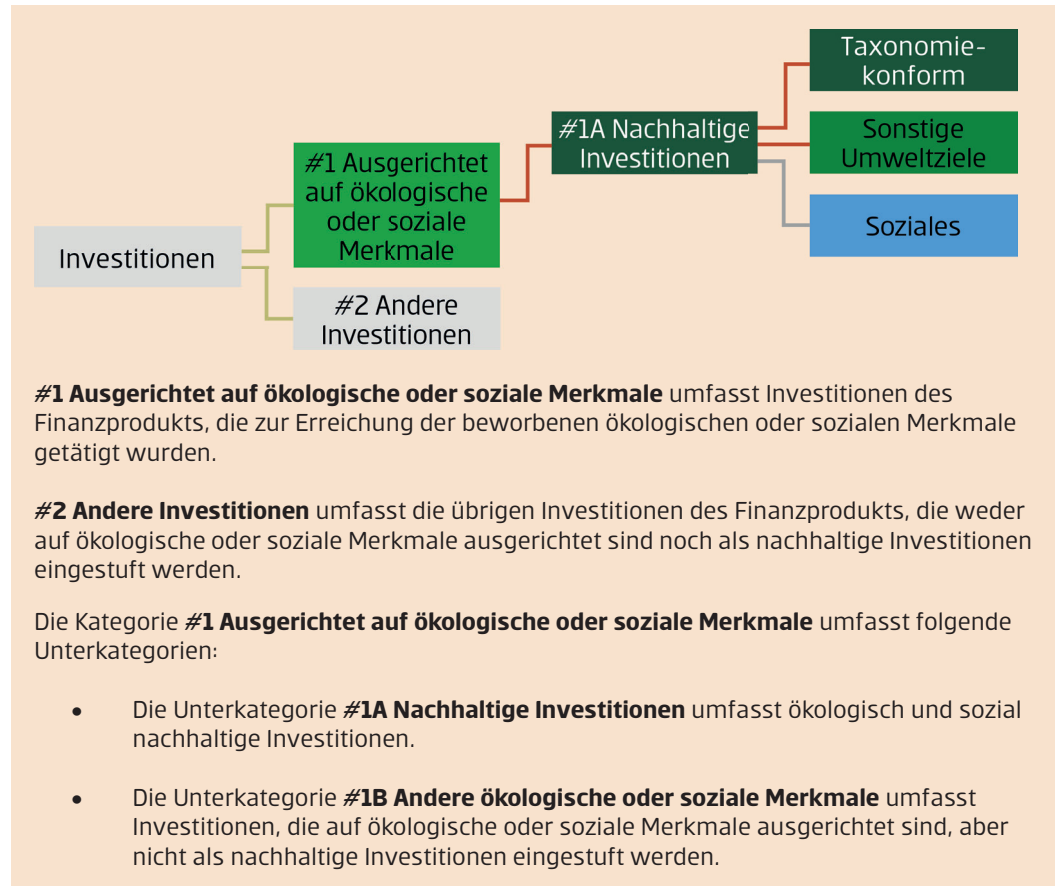 Taxonomie-
konform
#1A Nachhaltige
Investitionen
Sonstige
Umweltziele
#1 Ausgerichtet
auf ökologische
oder soziale
Merkmale
Soziales
Investitionen
#2 Andere
Investitionen
#1 Ausgerichtet auf ökologische oder soziale Merkmale umfasst Investitionen des
Finanzprodukts, die zur Erreichung der beworbenen ökologischen oder sozialen Merkmale
getätigt wurden.
#2 Andere Investitionen umfasst die übrigen Investitionen des Finanzprodukts, die weder
auf ökologische oder soziale Merkmale ausgerichtet sind noch als nachhaltige Investitionen
eingestuft werden.
Die Kategorie #1 Ausgerichtet auf ökologische oder soziale Merkmale umfasst folgende
Unterkategorien:
• Die Unterkategorie #1A Nachhaltige Investitionen umfasst ökologisch und sozial
nachhaltige Investitionen.
• Die Unterkategorie #1B Andere ökologische oder soziale Merkmale umfasst
Investitionen, die auf ökologische oder soziale Merkmale ausgerichtet sind, aber
nicht als nachhaltige Investitionen eingestuft werden.